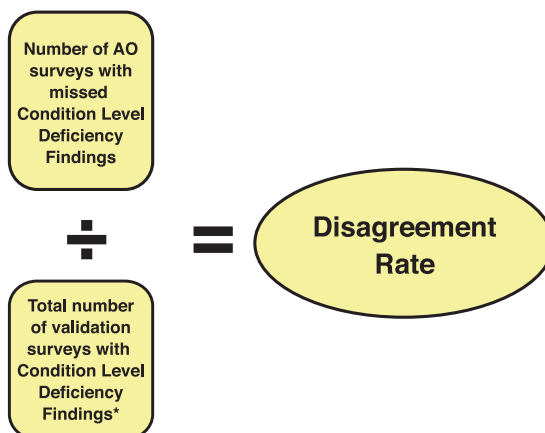 Number of AO
surveys with
missed
Condition Level
Deficiency
Findings
÷
=
Disagreement
Rate
Total number
of validation
surveys with
Condition Level
Deficiency
Findings*